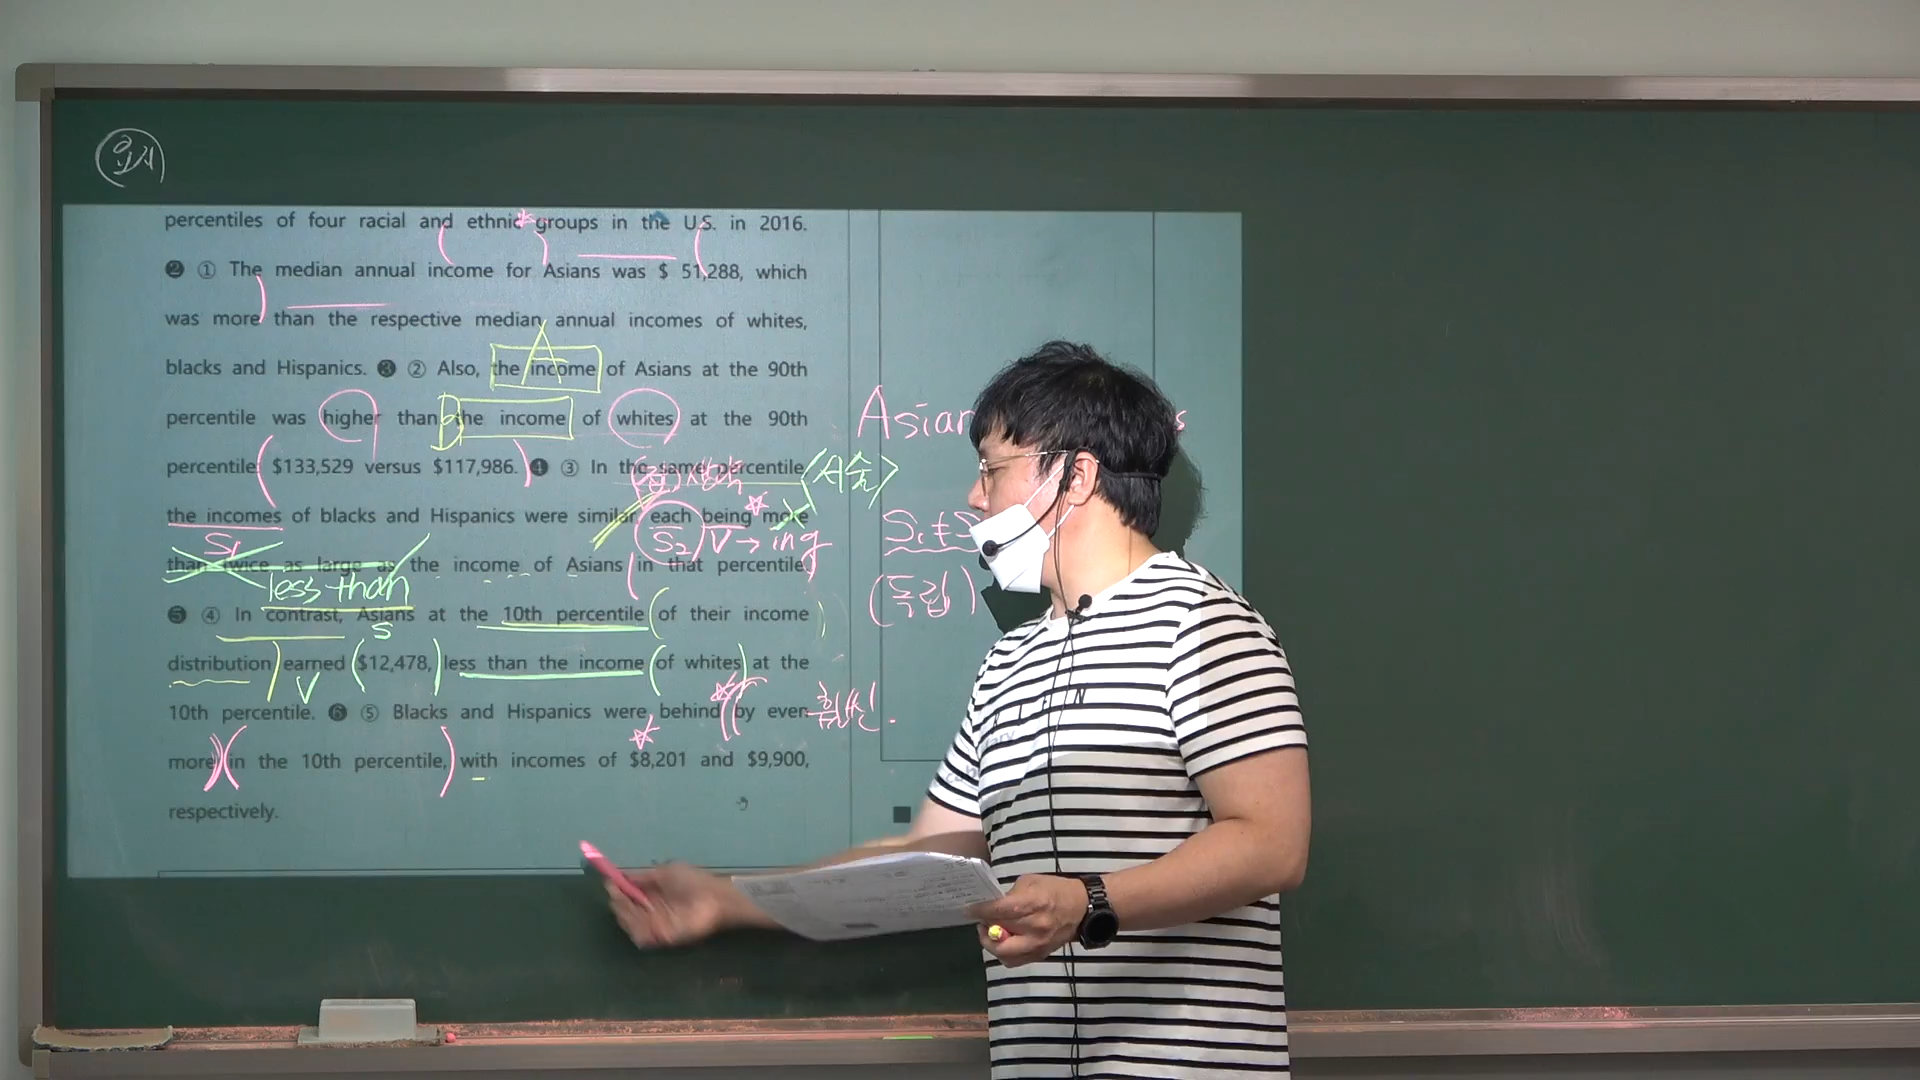 요지
percentiles of four racial and ethnic groups in the U.S. in 2016.
❷ ① The median annual income for Asians was $ 51,288, which
was more than the respective median annual incomes of whites,
A
blacks and Hispanics. ❸ ② Also, the income of Asians at the 90th
percentile was higher than the income of whites at the 90th
B
Asian
percentile: $133,529 versus $117,986. ❹ ③ In the same percentile,
<서술>
the incomes of blacks and Hispanics were similar, each being more
S₁
S₂ V → ing
S₁ ≠ S
than twice as large as the income of Asians in that percentile.
less than
(독립)
❺ ④ In contrast, Asians at the 10th percentile of their income
S
distribution earned $12,478, less than the income of whites at the
V
10th percentile. ❻ ⑤ Blacks and Hispanics were behind by even
훨씬.
more in the 10th percentile, with incomes of $8,201 and $9,900,
respectively.